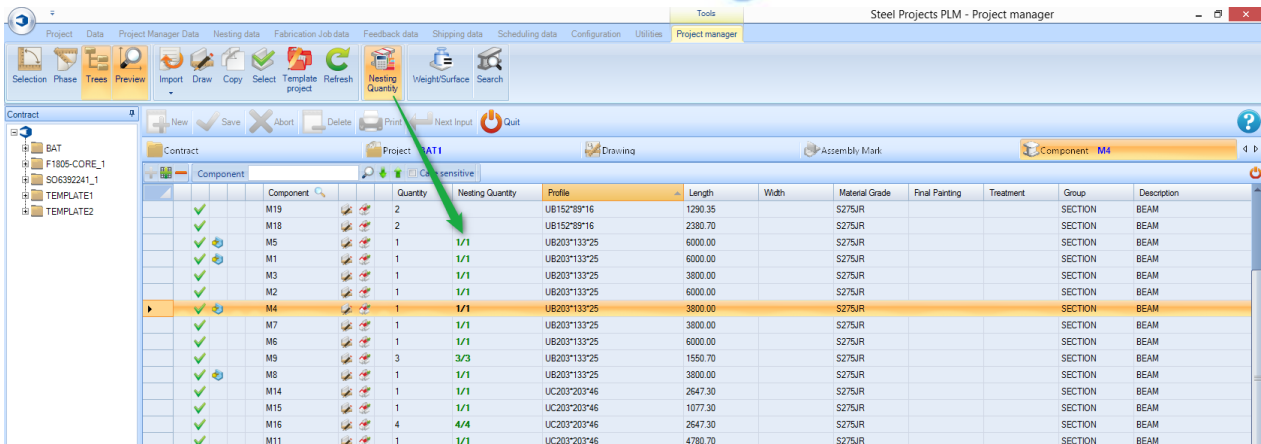 Tools
Steel Projects PLM - Project manager
Project Data Project Manager Data Nesting data Fabrication Job data Feedback data Shipping data Scheduling data Configuration Utilities Project manager
Selection Phase Trees Preview Import Draw Copy Select Template project Refresh Nesting Quantity Weight/Surface Search
Contract
New Save Abort Delete Print Next Input Quit
BAT
F1805-CORE_1
SO6392241_1
TEMPLATE1
TEMPLATE2
Contract Project BAT1 Drawing Assembly Mark Component M4
Component Case sensitive
Component Quantity Nesting Quantity Profile Length Width Material Grade Final Painting Treatment Group Description
M19 2 UB152*89*16 1290.35 S275JR SECTION BEAM
M18 2 UB152*89*16 2380.70 S275JR SECTION BEAM
M5 1 1/1 UB203*133*25 6000.00 S275JR SECTION BEAM
M1 1 1/1 UB203*133*25 6000.00 S275JR SECTION BEAM
M3 1 1/1 UB203*133*25 3800.00 S275JR SECTION BEAM
M2 1 1/1 UB203*133*25 6000.00 S275JR SECTION BEAM
M4 1 1/1 UB203*133*25 3800.00 S275JR SECTION BEAM
M7 1 1/1 UB203*133*25 3800.00 S275JR SECTION BEAM
M6 1 1/1 UB203*133*25 6000.00 S275JR SECTION BEAM
M9 3 3/3 UB203*133*25 1550.70 S275JR SECTION BEAM
M8 1 1/1 UB203*133*25 3800.00 S275JR SECTION BEAM
M14 1 1/1 UC203*203*46 2647.30 S275JR SECTION BEAM
M15 1 1/1 UC203*203*46 1077.30 S275JR SECTION BEAM
M16 4 4/4 UC203*203*46 2647.30 S275JR SECTION BEAM
M11 1 1/1 UC203*203*46 4780.70 S275JR SECTION BEAM